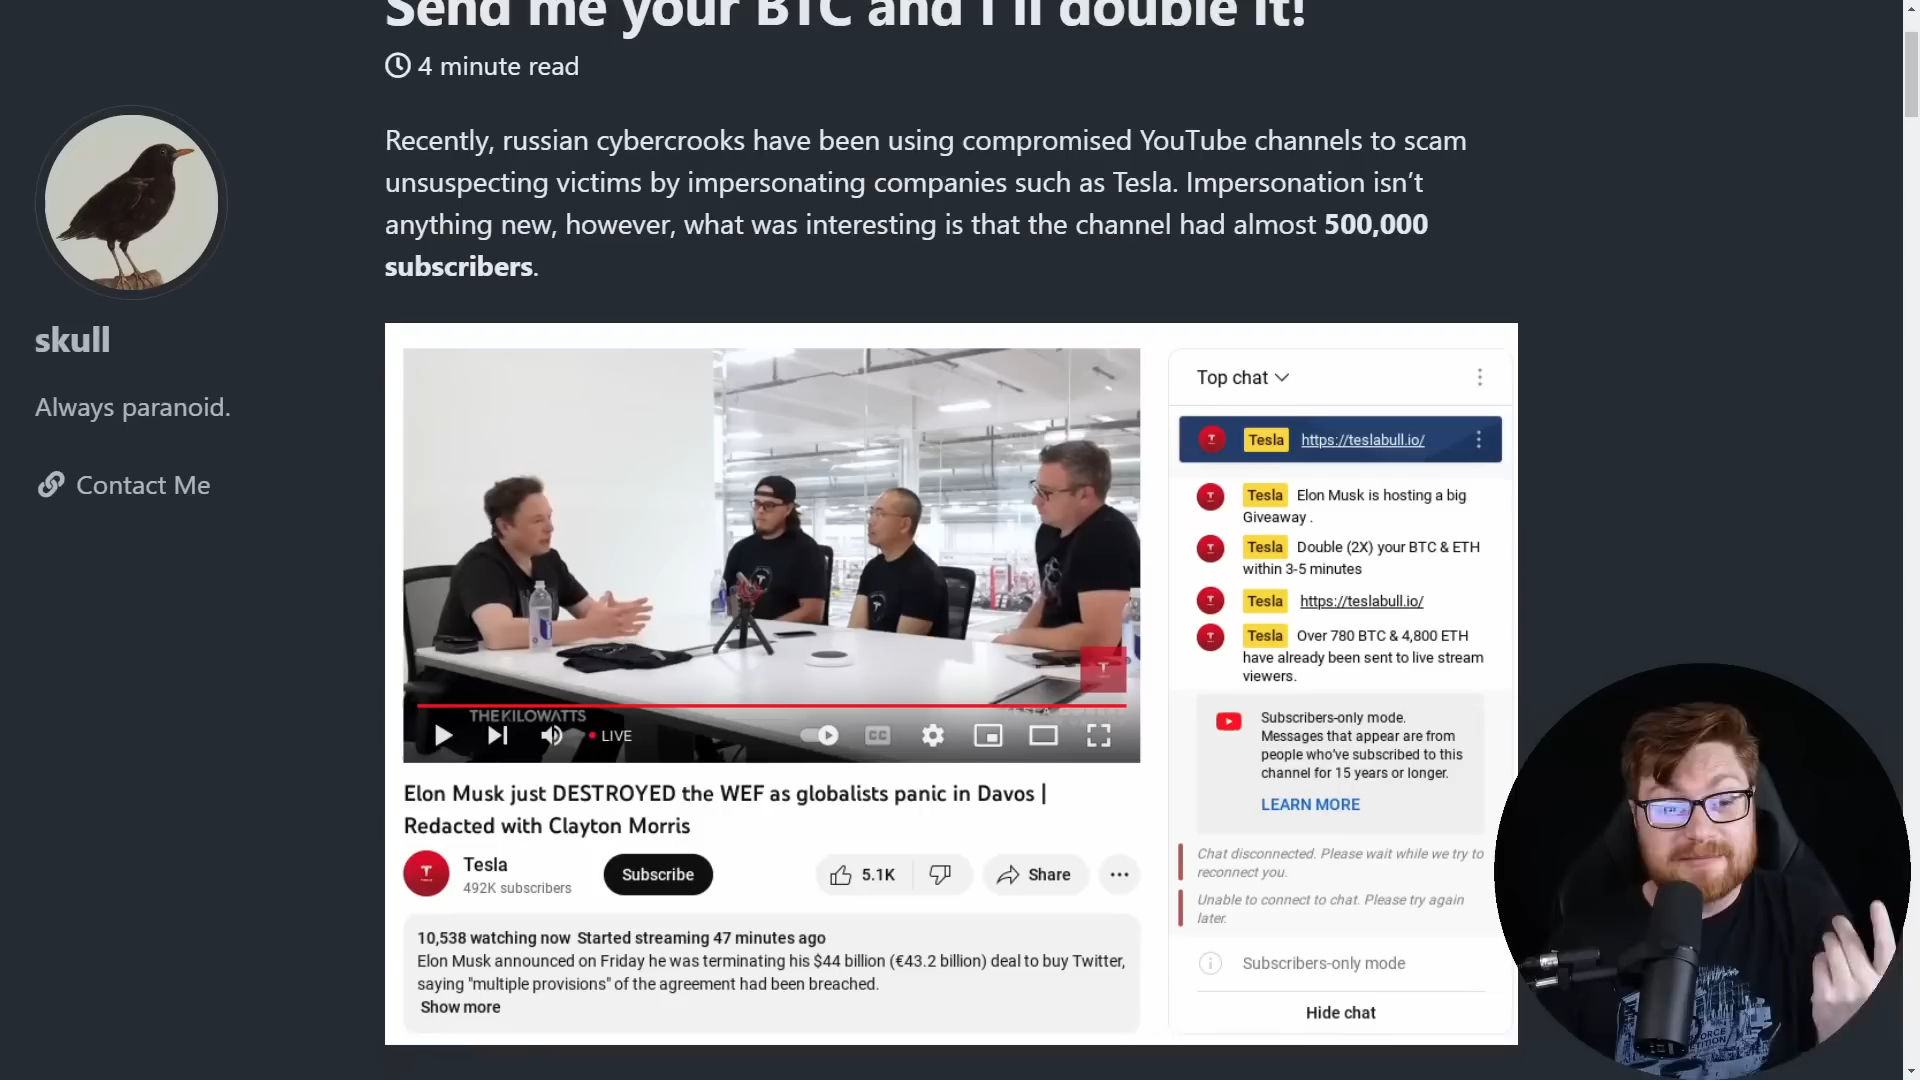 Send me your BTC and I'll double it!
4 minute read
Recently, russian cybercrooks have been using compromised YouTube channels to scam
unsuspecting victims by impersonating companies such as Tesla. Impersonation isn't
anything new, however, what was interesting is that the channel had almost 500,000
subscribers.
skull
Always paranoid.
Contact Me
THEKILOWATTS
LIVE
CC
Elon Musk just DESTROYED the WEF as globalists panic in Davos |
Redacted with Clayton Morris
Tesla
492K subscribers
Subscribe
5.1K
Share
10,538 watching now Started streaming 47 minutes ago
Elon Musk announced on Friday he was terminating his $44 billion (€43.2 billion) deal to buy Twitter,
saying "multiple provisions" of the agreement had been breached.
Show more
Top chat
Tesla https://teslabull.io/
Tesla Elon Musk is hosting a big
Giveaway .
Tesla Double (2X) your BTC & ETH
within 3-5 minutes
Tesla https://teslabull.io/
Tesla Over 780 BTC & 4,800 ETH
have already been sent to live stream
viewers.
Subscribers-only mode.
Messages that appear are from
people who've subscribed to this
channel for 15 years or longer.
LEARN MORE
Chat disconnected. Please wait while we try to
reconnect you.
Unable to connect to chat. Please try again
later.
Subscribers-only mode
Hide chat